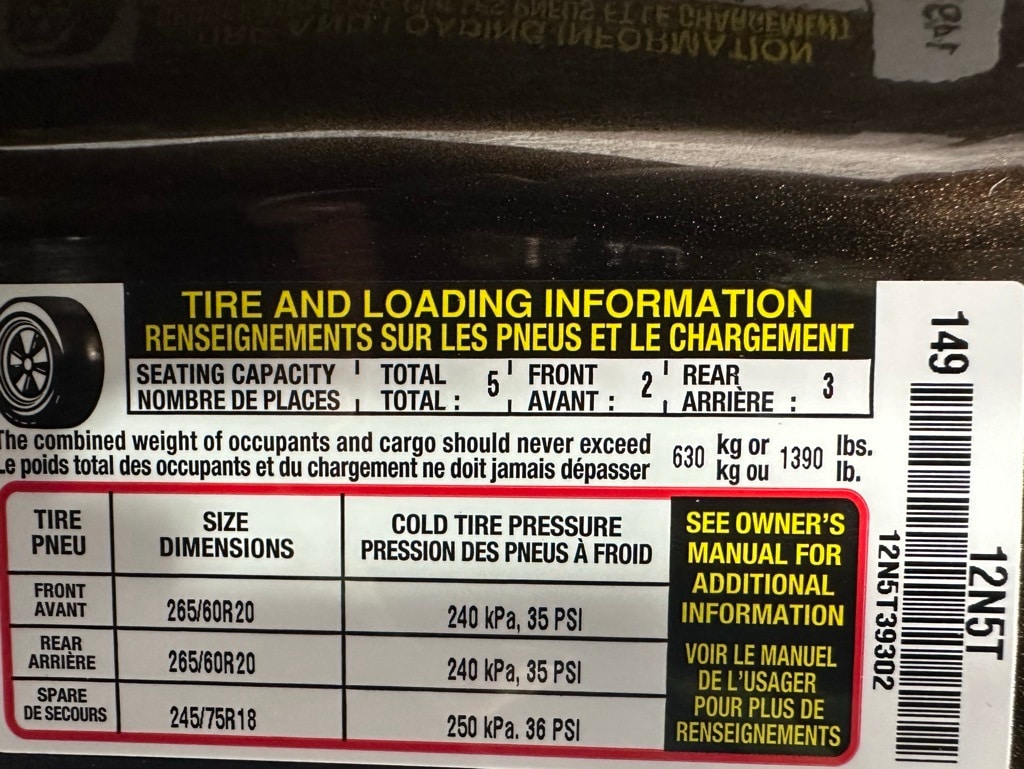 TIRE AND LOADING INFORMATION
RENSEIGNEMENTS SUR LES PNEUS ET LE CHARGEMENT
SEATING CAPACITY TOTAL 5 FRONT 2 REAR 3
NOMBRE DE PLACES TOTAL : AVANT : ARRIÈRE :
The combined weight of occupants and cargo should never exceed 630 kg or 1390 lbs.
Le poids total des occupants et du chargement ne doit jamais dépasser kg ou lb.
TIRE SIZE COLD TIRE PRESSURE
PNEU DIMENSIONS PRESSION DES PNEUS À FROID
FRONT
AVANT 265/60R20 240 kPa, 35 PSI
REAR
ARRIÈRE 265/60R20 240 kPa, 35 PSI
SPARE
DE SECOURS 245/75R18 250 kPa. 36 PSI
SEE OWNER'S
MANUAL FOR
ADDITIONAL
INFORMATION
VOIR LE MANUEL
DE L'USAGER
POUR PLUS DE
RENSEIGNEMENTS
149
12N5T39302
12N5T